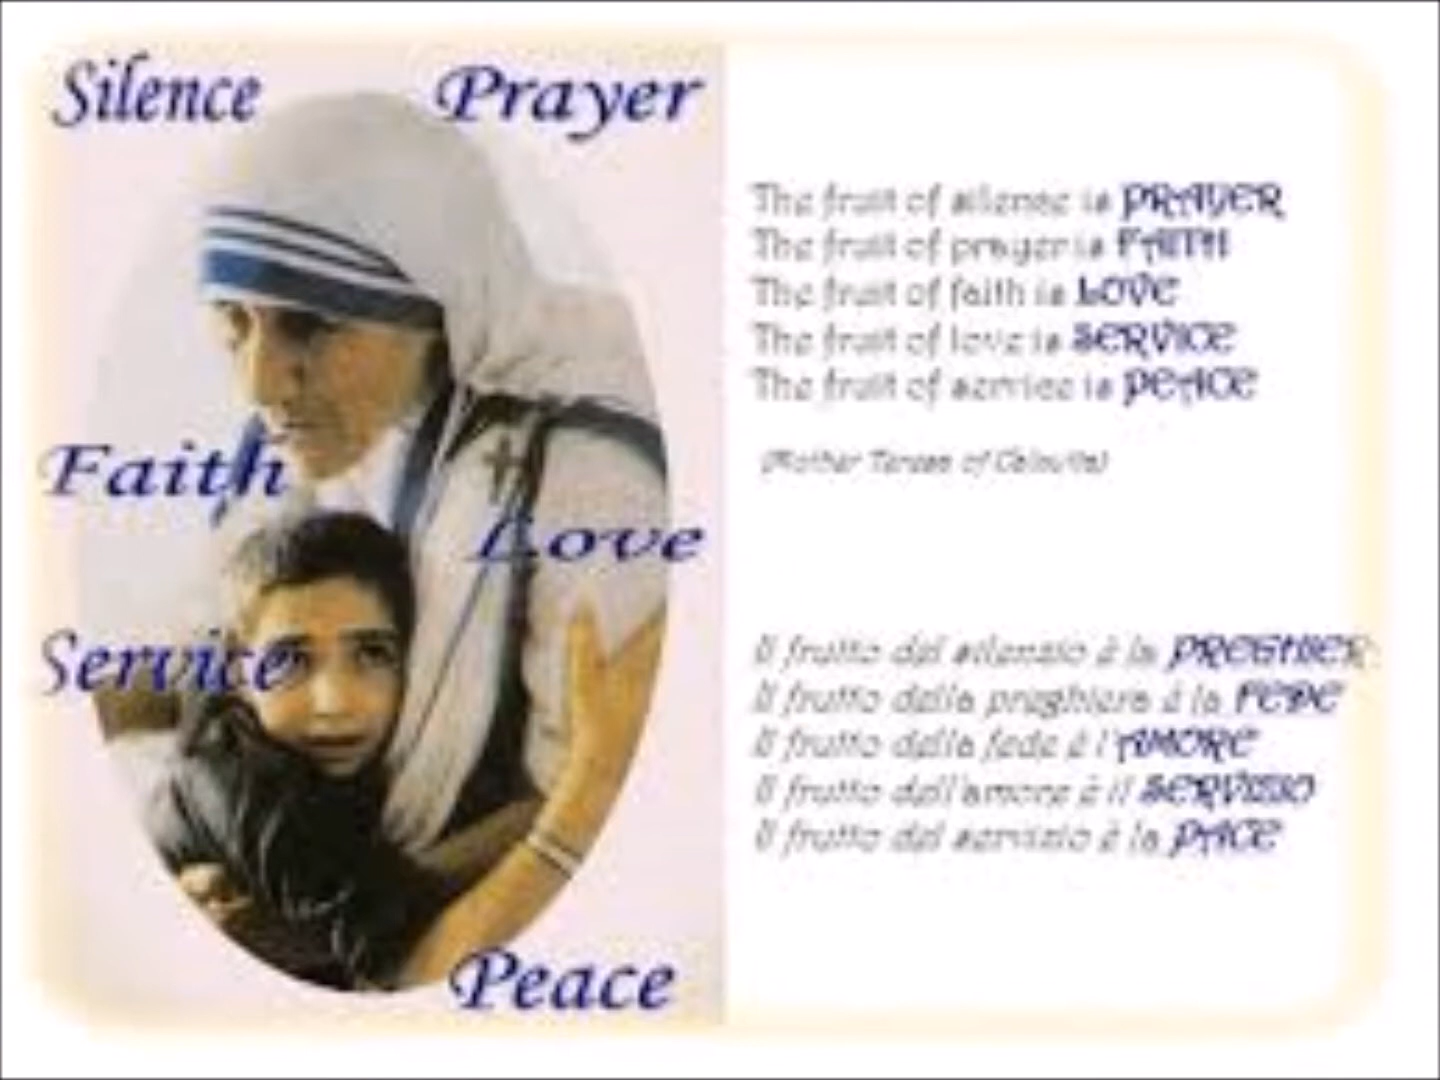 Silence Prayer
Faith
Love
Service
Peace
The fruit of silence is PRAYER
The fruit of prayer is FAITH
The fruit of faith is LOVE
The fruit of love is SERVICE
The fruit of service is PEACE
(Mother Teresa of Calcutta)
Il frutto del silenzio è la PREGHIER
Il frutto della preghiera è la FEDE
Il frutto della fede è l'AMORE
Il frutto dell'amore è il SERVIZIO
Il frutto del servizio è la PACE